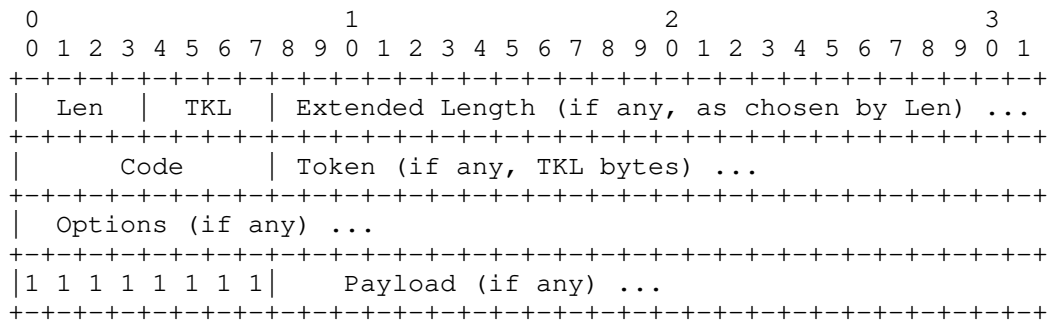 0                   1                   2                   3
 0 1 2 3 4 5 6 7 8 9 0 1 2 3 4 5 6 7 8 9 0 1 2 3 4 5 6 7 8 9 0 1
+-+-+-+-+-+-+-+-+-+-+-+-+-+-+-+-+-+-+-+-+-+-+-+-+-+-+-+-+-+-+-+-+
|  Len  |  TKL  | Extended Length (if any, as chosen by Len) ...
+-+-+-+-+-+-+-+-+-+-+-+-+-+-+-+-+-+-+-+-+-+-+-+-+-+-+-+-+-+-+-+-+
|      Code     | Token (if any, TKL bytes) ...
+-+-+-+-+-+-+-+-+-+-+-+-+-+-+-+-+-+-+-+-+-+-+-+-+-+-+-+-+-+-+-+-+
|  Options (if any) ...
+-+-+-+-+-+-+-+-+-+-+-+-+-+-+-+-+-+-+-+-+-+-+-+-+-+-+-+-+-+-+-+-+
|1 1 1 1 1 1 1 1|    Payload (if any) ...
+-+-+-+-+-+-+-+-+-+-+-+-+-+-+-+-+-+-+-+-+-+-+-+-+-+-+-+-+-+-+-+-+